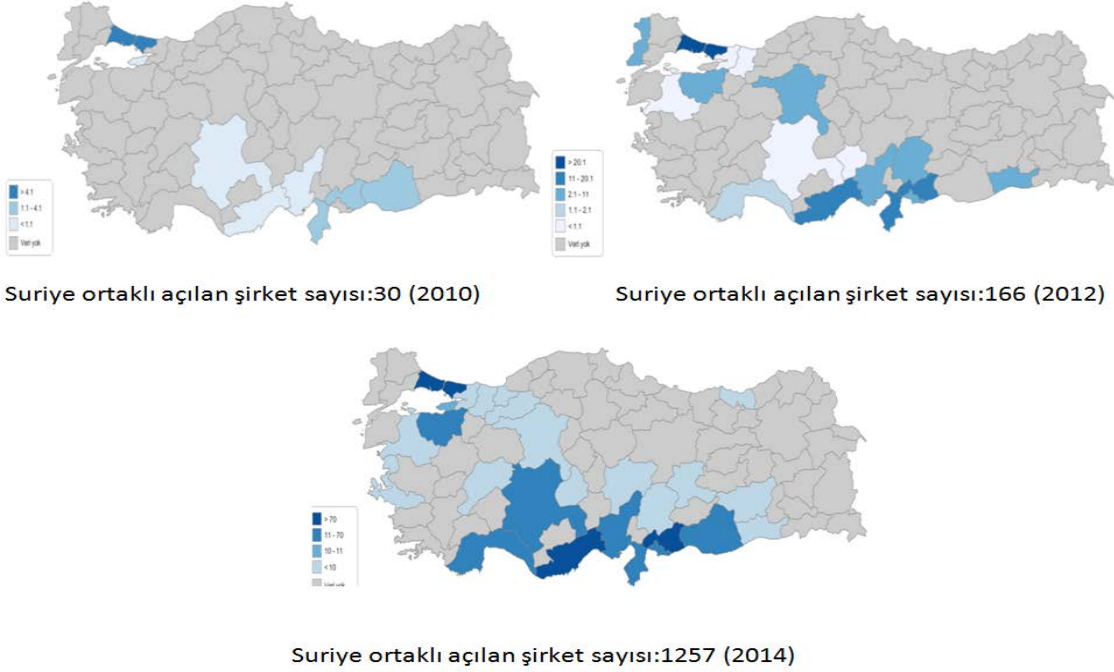 > 4.1
1.1 - 4.1
< 1.1
Veri yok
> 20.1
11 - 20.1
2.1 - 11
1.1 - 2.1
< 1.1
Veri yok
Suriye ortaklı açılan şirket sayısı:30 (2010)
Suriye ortaklı açılan şirket sayısı:166 (2012)
> 70
11 - 70
10 - 11
< 10
Veri yok
Suriye ortaklı açılan şirket sayısı:1257 (2014)